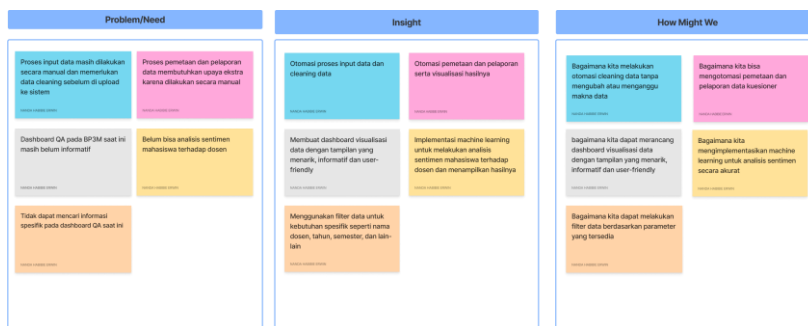 Problem/Need
Proses input data masih dilakukan
secara manual dan memerlukan
data cleaning sebelum di upload
ke sistem
Proses pemetaan dan pelaporan
data membutuhkan upaya ekstra
karena dilakukan secara manual
Dashboard QA pada BP3M saat ini
masih belum informatif
Belum bisa analisis sentimen
mahasiswa terhadap dosen
Tidak dapat mencari informasi
spesifik pada dashboard QA saat ini
Insight
Otomasi proses input data dan
cleaning data
Otomasi pemetaan dan pelaporan
serta visualisasi hasilnya
Membuat dashboard visualisasi
data dengan tampilan yang
menarik, informatif dan user-
friendly
Implementasi machine learning
untuk melakukan analisis
sentimen mahasiswa terhadap
dosen dan menampilkan hasilnya
Menggunakan filter data untuk
kebutuhan spesifik seperti nama
dosen, tahun, semester, dan lain-
lain
How Might We
Bagaimana kita melakukan
otomasi cleaning data tanpa
mengubah atau menganggu
makna data
Bagaimana kita bisa
mengotomasi pemetaan dan
pelaporan data kuesioner
bagaimana kita dapat merancang
dashboard visualisasi data
dengan tampilan yang menarik,
informatif dan user-friendly
Bagaimana kita
mengimplementasikan machine
learning untuk analisis sentimen
secara akurat
Bagaimana kita dapat melakukan
filter data berdasarkan parameter
yang tersedia